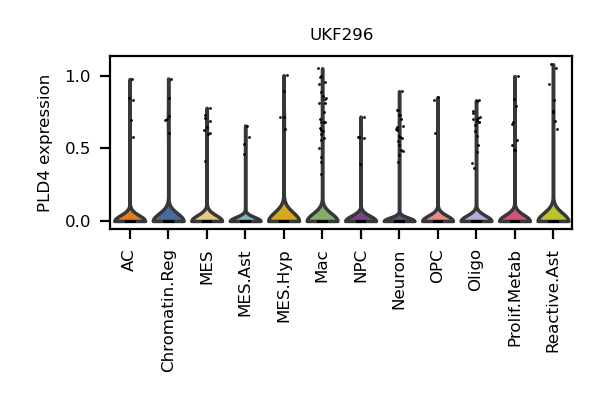 UKF296
PLD4 expression
1.0
0.5
0.0
AC
Chromatin.Reg
MES
MES.Ast
MES.Hyp
Mac
NPC
Neuron
OPC
Oligo
Prolif.Metab
Reactive.Ast